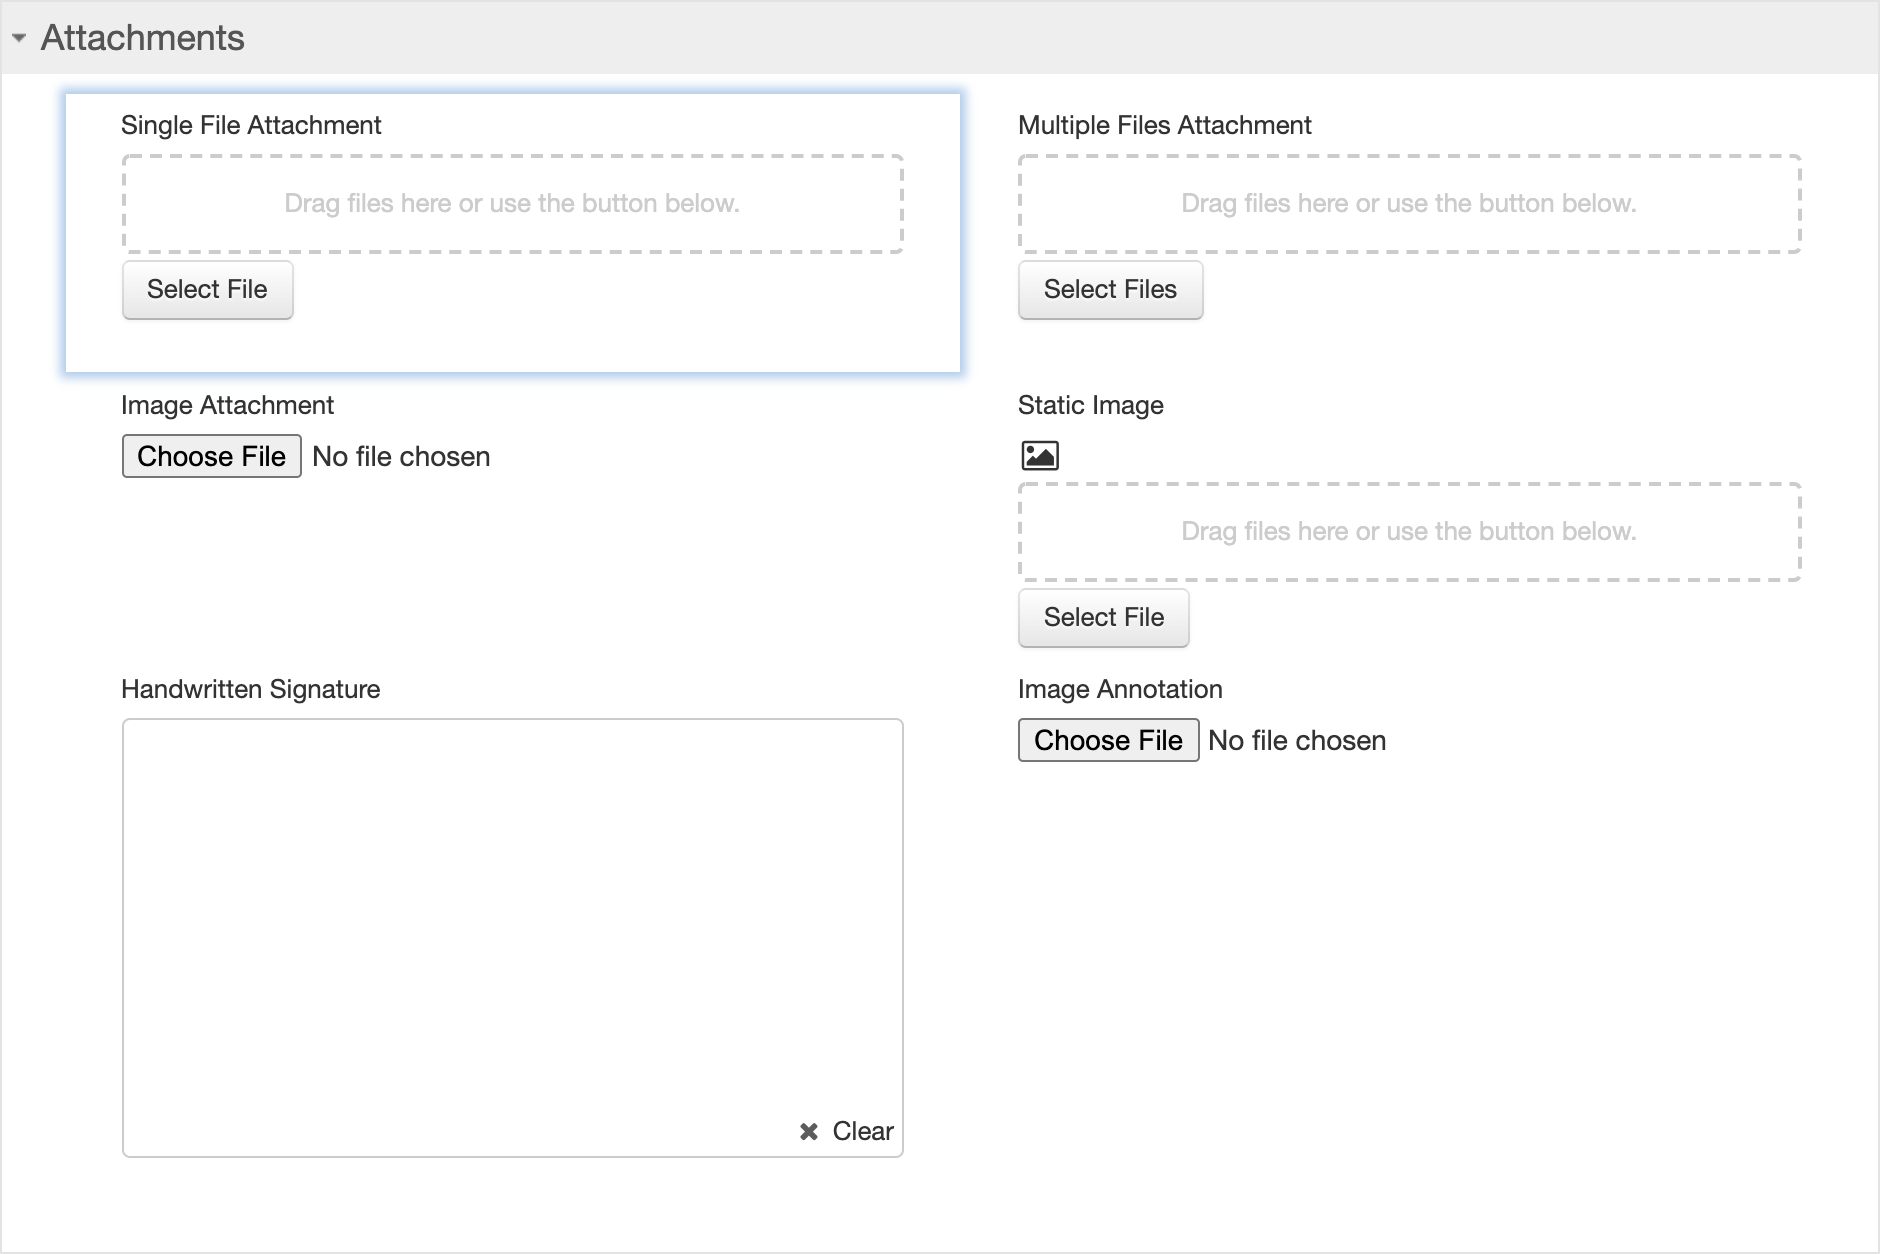 Attachments
Single File Attachment
Drag files here or use the button below.
Select File
Multiple Files Attachment
Drag files here or use the button below.
Select Files
Image Attachment
Choose File No file chosen
Static Image
Drag files here or use the button below.
Select File
Handwritten Signature
Clear
Image Annotation
Choose File No file chosen